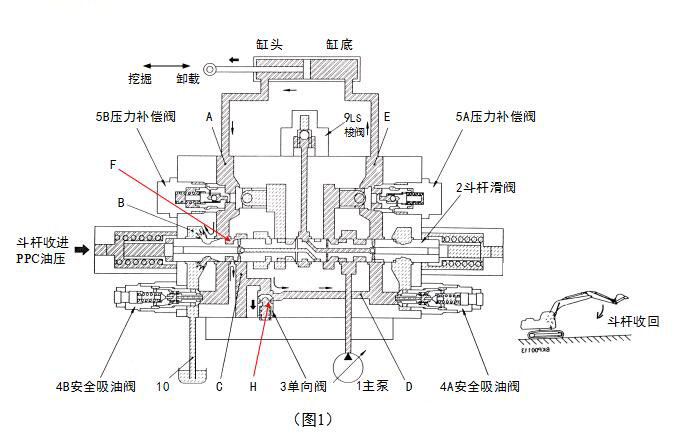 缸头 缸底
挖掘 卸载
5B压力补偿阀 A 9LS梭阀 E 5A压力补偿阀
F
B 2斗杆滑阀
斗杆收进
PPC油压
斗杆收回
4B安全吸油阀 10 C H 3单向阀 1主泵 D 4A安全吸油阀
（图1）